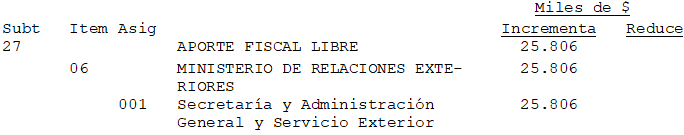 Miles de $
Subt Item Asig Incrementa Reduce
27 APORTE FISCAL LIBRE 25.806
06 MINISTERIO DE RELACIONES EXTE- 25.806
RIORES
001 Secretaría y Administración 25.806
General y Servicio Exterior